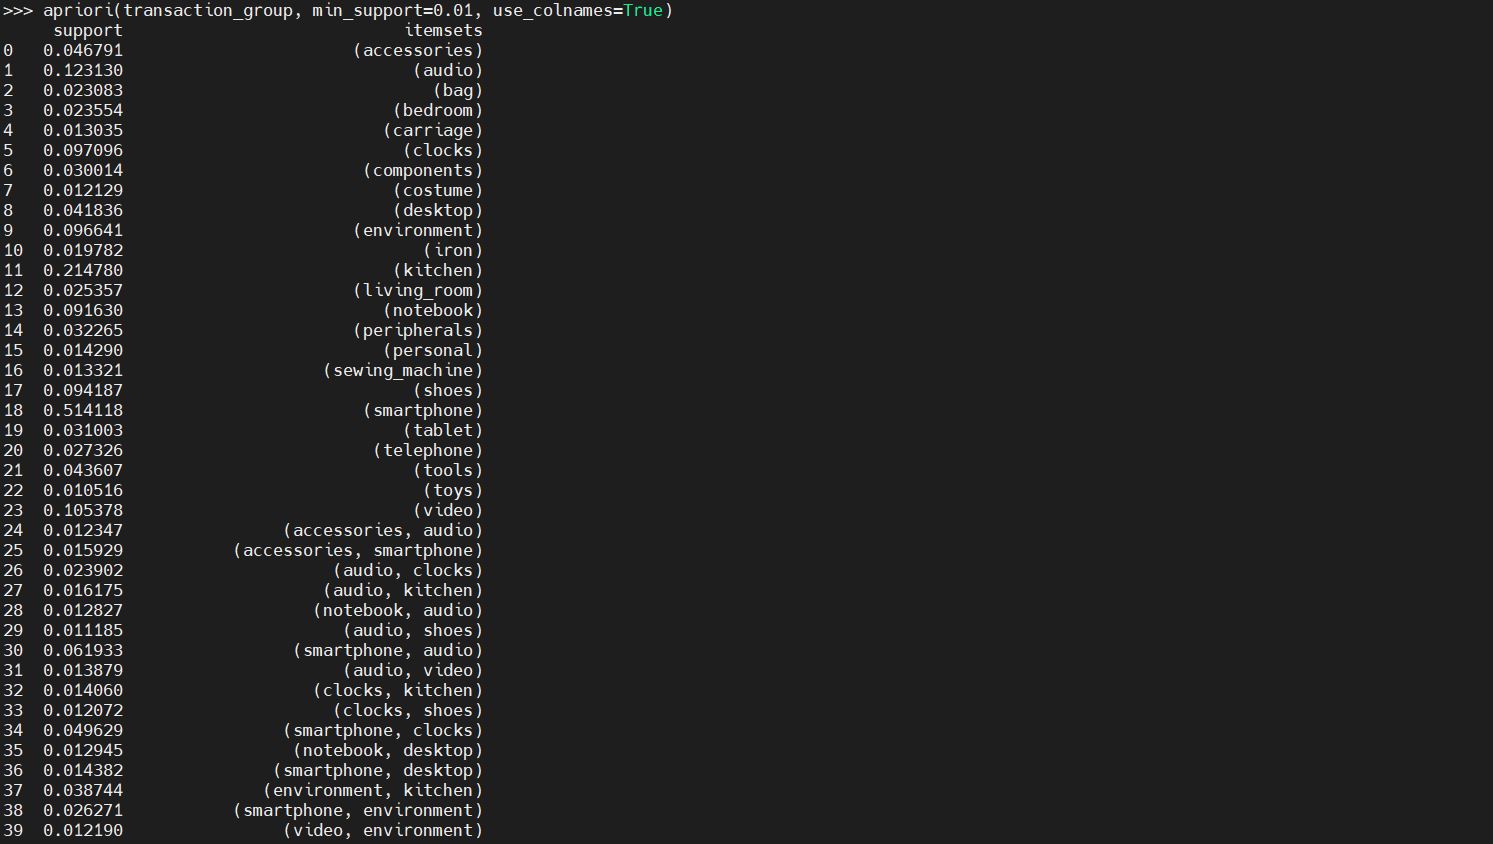 >>> apriori(transaction_group, min_support=0.01, use_colnames=True)
support itemsets
0 0.046791 (accessories)
1 0.123130 (audio)
2 0.023083 (bag)
3 0.023554 (bedroom)
4 0.013035 (carriage)
5 0.097096 (clocks)
6 0.030014 (components)
7 0.012129 (costume)
8 0.041836 (desktop)
9 0.096641 (environment)
10 0.019782 (iron)
11 0.214780 (kitchen)
12 0.025357 (living_room)
13 0.091630 (notebook)
14 0.032265 (peripherals)
15 0.014290 (personal)
16 0.013321 (sewing_machine)
17 0.094187 (shoes)
18 0.514118 (smartphone)
19 0.031003 (tablet)
20 0.027326 (telephone)
21 0.043607 (tools)
22 0.010516 (toys)
23 0.105378 (video)
24 0.012347 (accessories, audio)
25 0.015929 (accessories, smartphone)
26 0.023902 (audio, clocks)
27 0.016175 (audio, kitchen)
28 0.012827 (notebook, audio)
29 0.011185 (audio, shoes)
30 0.061933 (smartphone, audio)
31 0.013879 (audio, video)
32 0.014060 (clocks, kitchen)
33 0.012072 (clocks, shoes)
34 0.049629 (smartphone, clocks)
35 0.012945 (notebook, desktop)
36 0.014382 (smartphone, desktop)
37 0.038744 (environment, kitchen)
38 0.026271 (smartphone, environment)
39 0.012190 (video, environment)